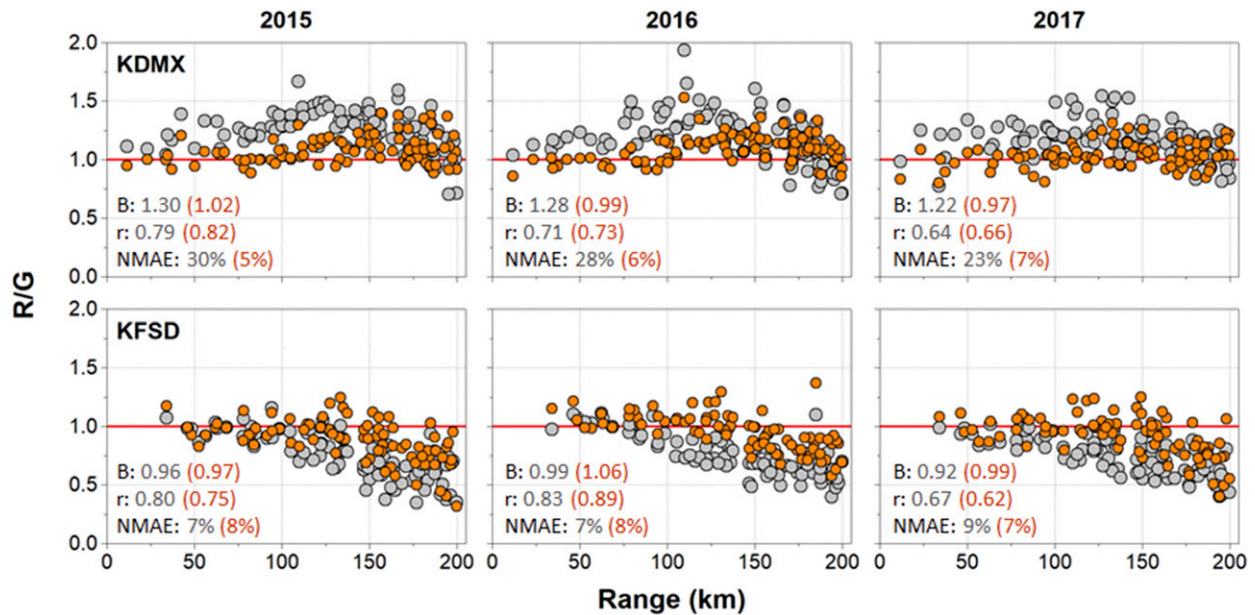 2015 2016 2017
2.0
1.5
1.0
0.5
0.0
KDMX
B: 1.30 (1.02)
r: 0.79 (0.82)
NMAE: 30% (5%)
B: 1.28 (0.99)
r: 0.71 (0.73)
NMAE: 28% (6%)
B: 1.22 (0.97)
r: 0.64 (0.66)
NMAE: 23% (7%)
R/G
2.0
1.5
1.0
0.5
0.0
KFSD
B: 0.96 (0.97)
r: 0.80 (0.75)
NMAE: 7% (8%)
B: 0.99 (1.06)
r: 0.83 (0.89)
NMAE: 7% (8%)
B: 0.92 (0.99)
r: 0.67 (0.62)
NMAE: 9% (7%)
0 50 100 150 200 0 50 100 150 200 0 50 100 150 200
Range (km)